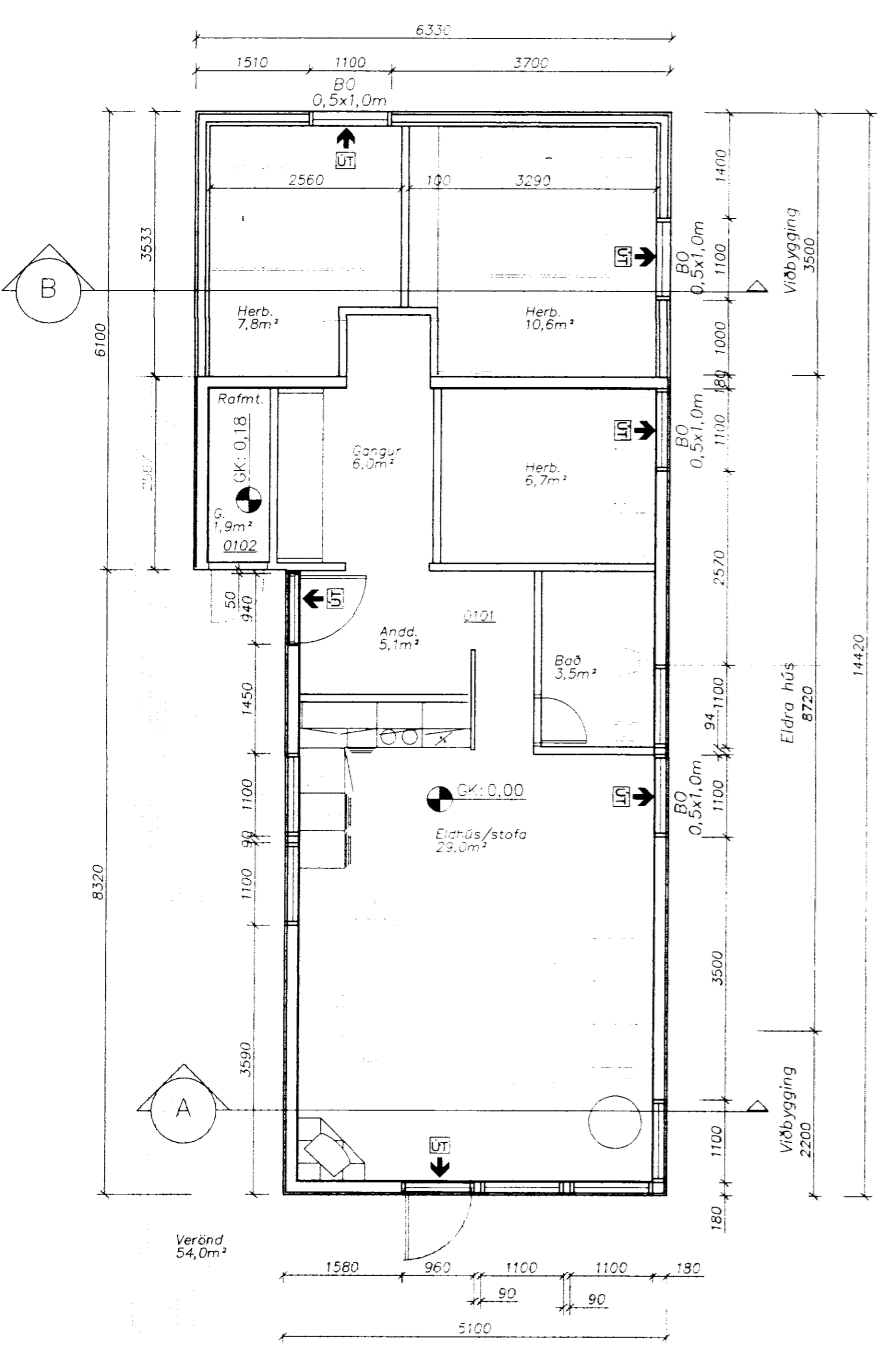 6330
1510
1100
3700
BO
0,5x1,0m
ÚT
2560
100
3290
1400
3533
BO
0,5x1,0m
1100
Viðbygging
3500
ÚT
B
Herb.
7,8m²
Herb.
10,6m²
1000
6100
180
Rafmt.
GK: 0,18
G.
1,9m²
0102
Gangur
6,0m²
Herb.
6,7m²
ÚT
BO
0,5x1,0m
1100
2567
2570
50
940
ÚT
Andd.
5,1m²
0101
Bað
3,5m²
14420
Eldra hús
8720
1450
1100
94
GK: 0,00
Eldhús/stofa
29,0m²
ÚT
BO
0,5x1,0m
1100
1100
90
1100
8320
3500
3590
A
Viðbygging
2200
1100
ÚT
180
Verönd
54,0m²
1580
960
1100
1100
180
90
90
5100